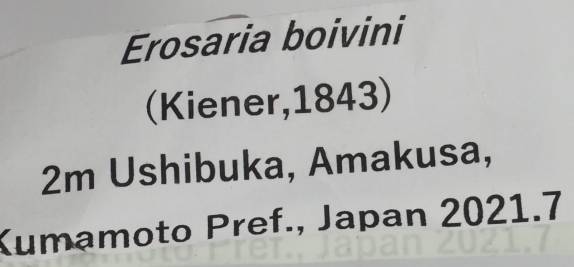 Erosaria boivini
(Kiener,1843)
2m Ushibuka, Amakusa,
Kumamoto Pref., Japan 2021.7